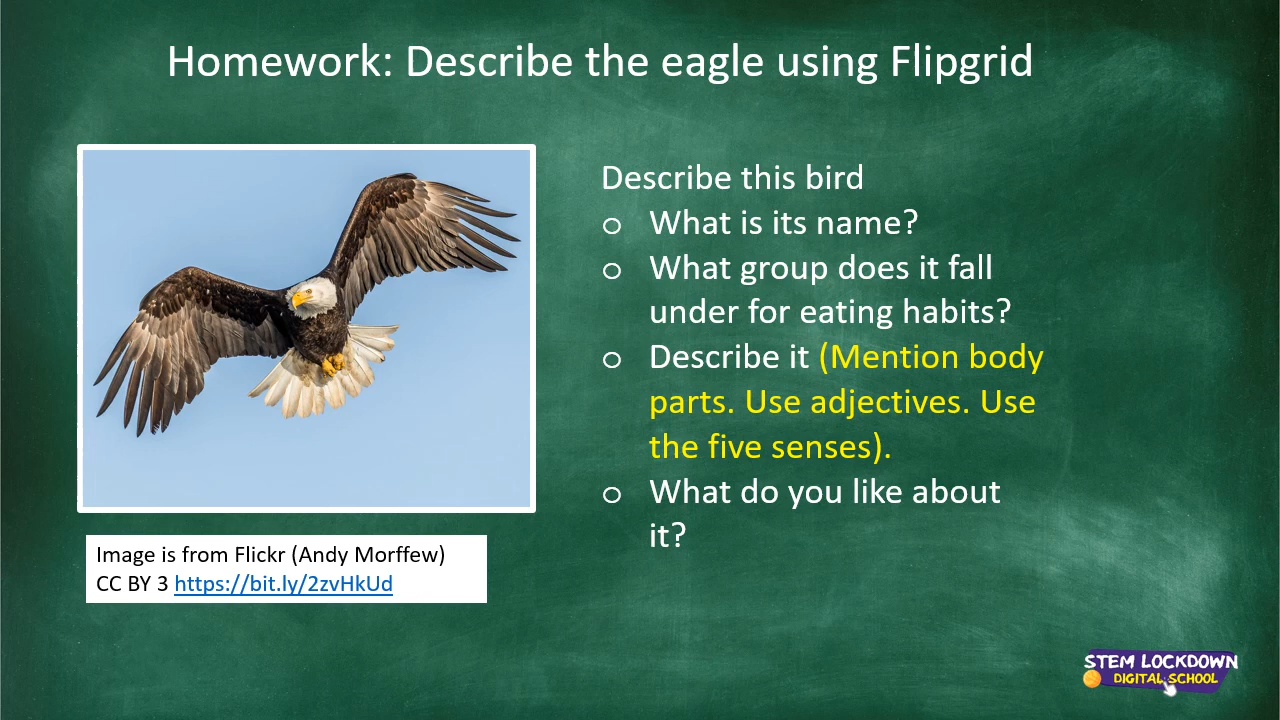 Homework: Describe the eagle using Flipgrid
Describe this bird
o What is its name?
o What group does it fall
under for eating habits?
o Describe it (Mention body
parts. Use adjectives. Use
the five senses).
o What do you like about
it?
Image is from Flickr (Andy Morffew)
CC BY 3 https://bit.ly/2zvHkUd
STEM LOCKDOWN
DIGITAL SCHOOL